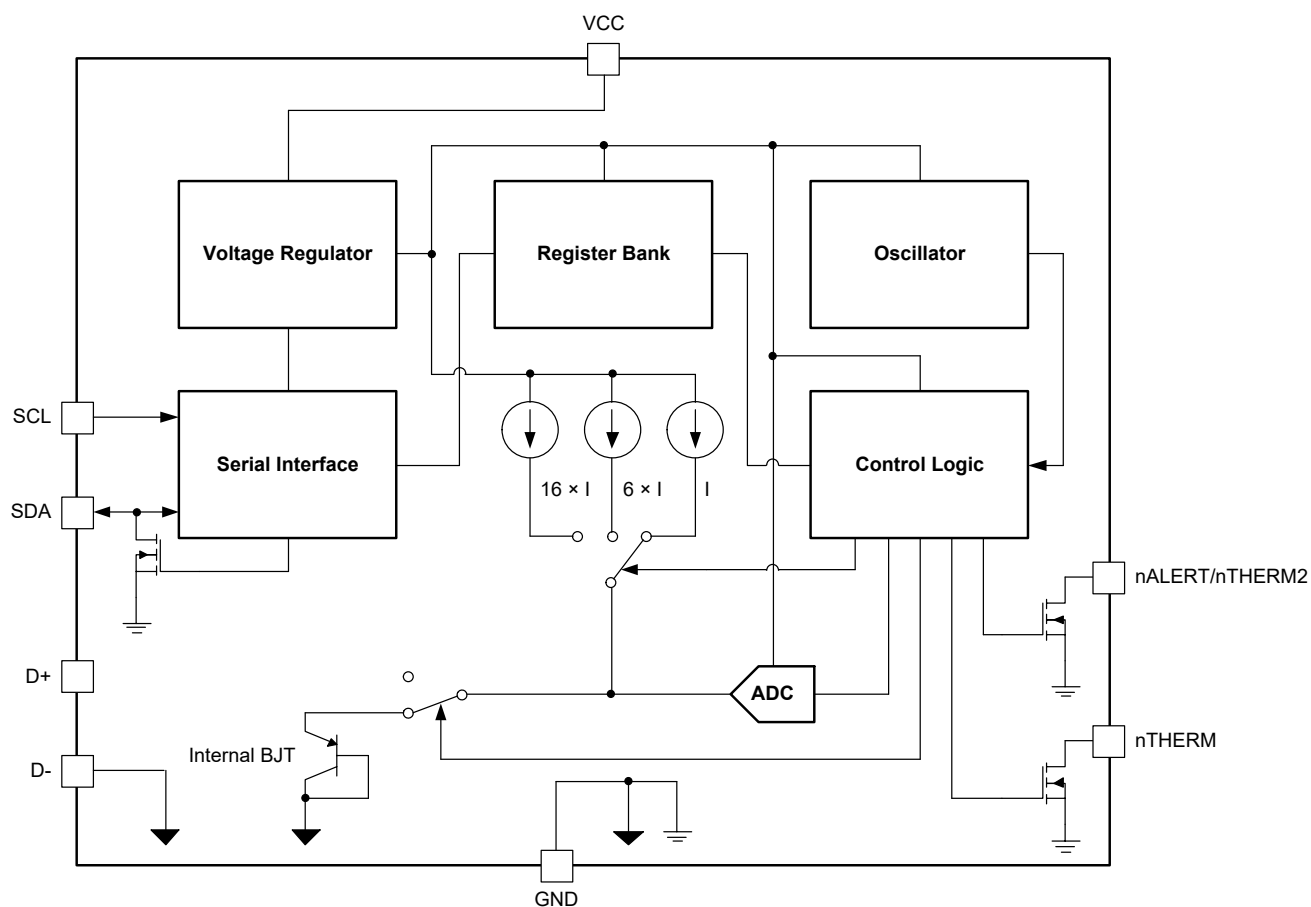 VCC
Voltage Regulator
Register Bank
Oscillator
SCL
Serial Interface
Control Logic
16 × I
6 × I
I
SDA
nALERT/nTHERM2
D+
ADC
nTHERM
Internal BJT
D-
GND